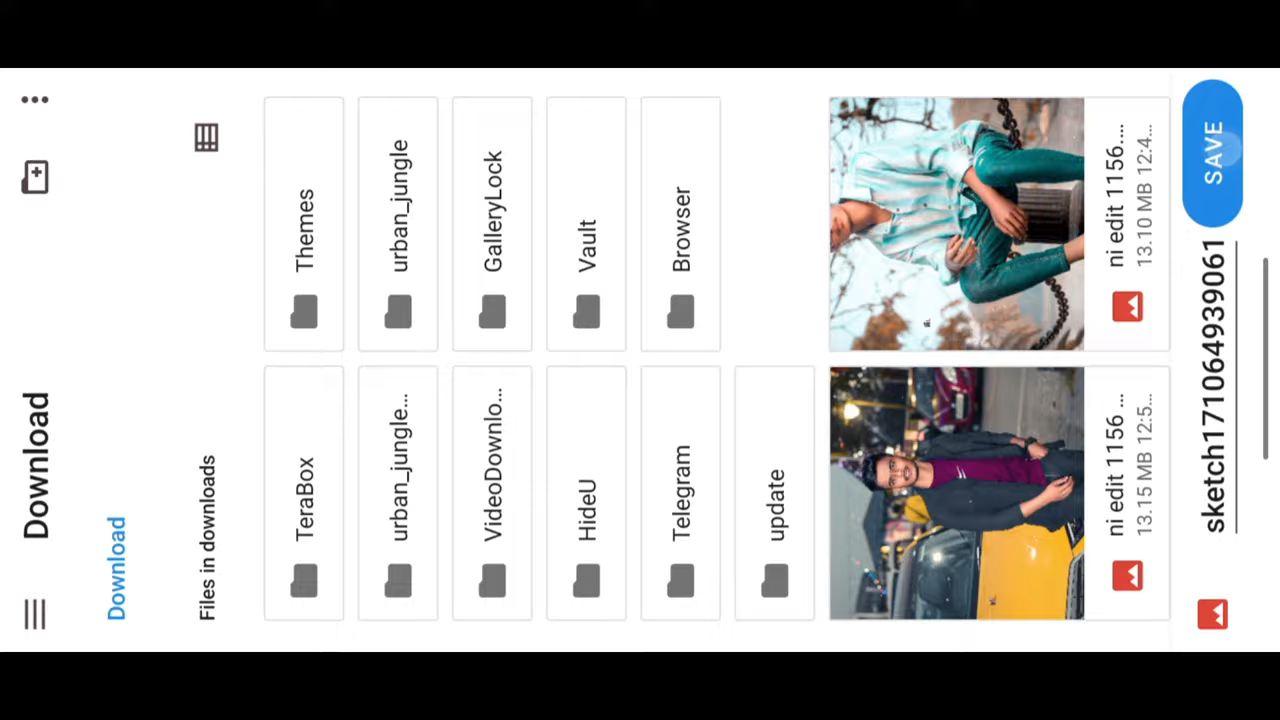 Download
Download
Files in downloads
TeraBox
Themes
urban_jungle...
urban_jungle
VideoDownlo...
GalleryLock
HideU
Vault
Telegram
Browser
update
ni edit 1156 ...
13.15 MB 12:5...
ni edit 1156....
13.10 MB 12:4...
sketch171064939061
SAVE